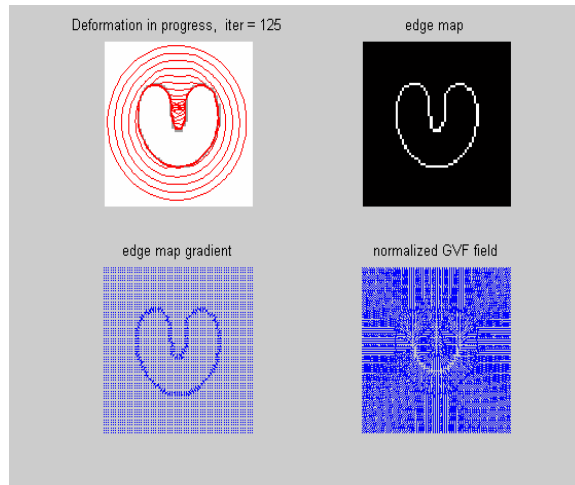 Deformation in progress,  iter = 125
edge map
edge map gradient
normalized GVF field